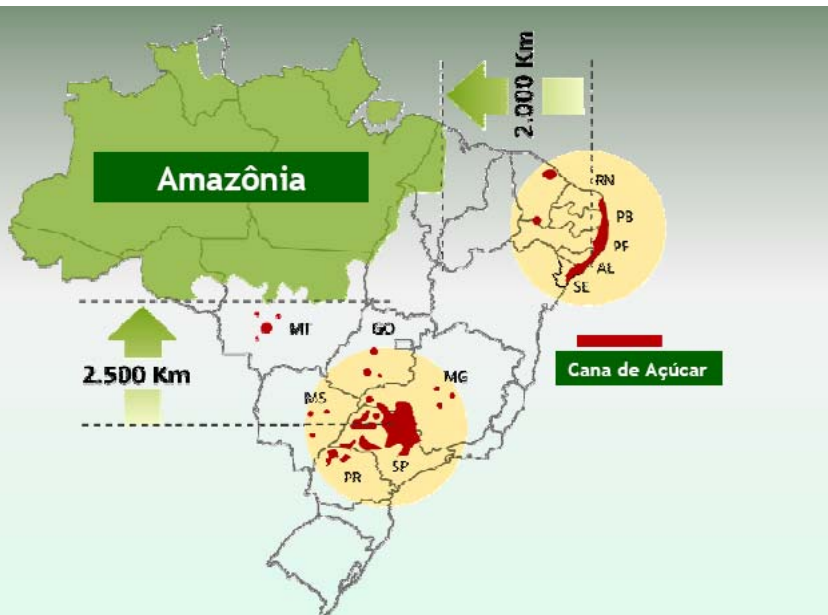 2.000 Km
Amazônia
RN
PB
PE
AL
SE
MT
GO
Cana de Açúcar
2.500 Km
MS
MG
SP
PR